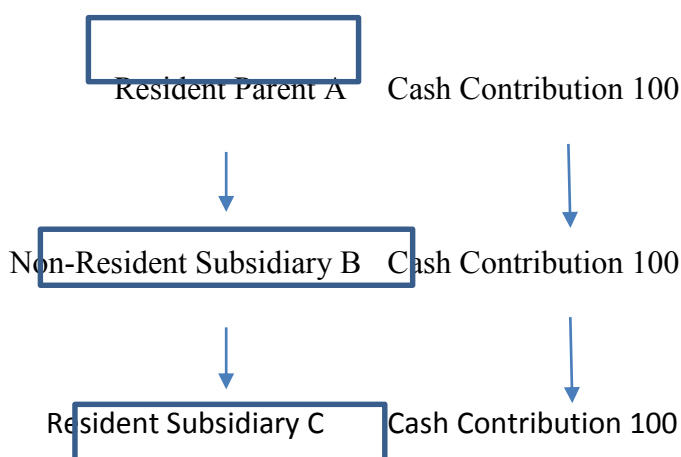 Resident Parent A Cash Contribution 100
Non-Resident Subsidiary B Cash Contribution 100
Resident Subsidiary C Cash Contribution 100